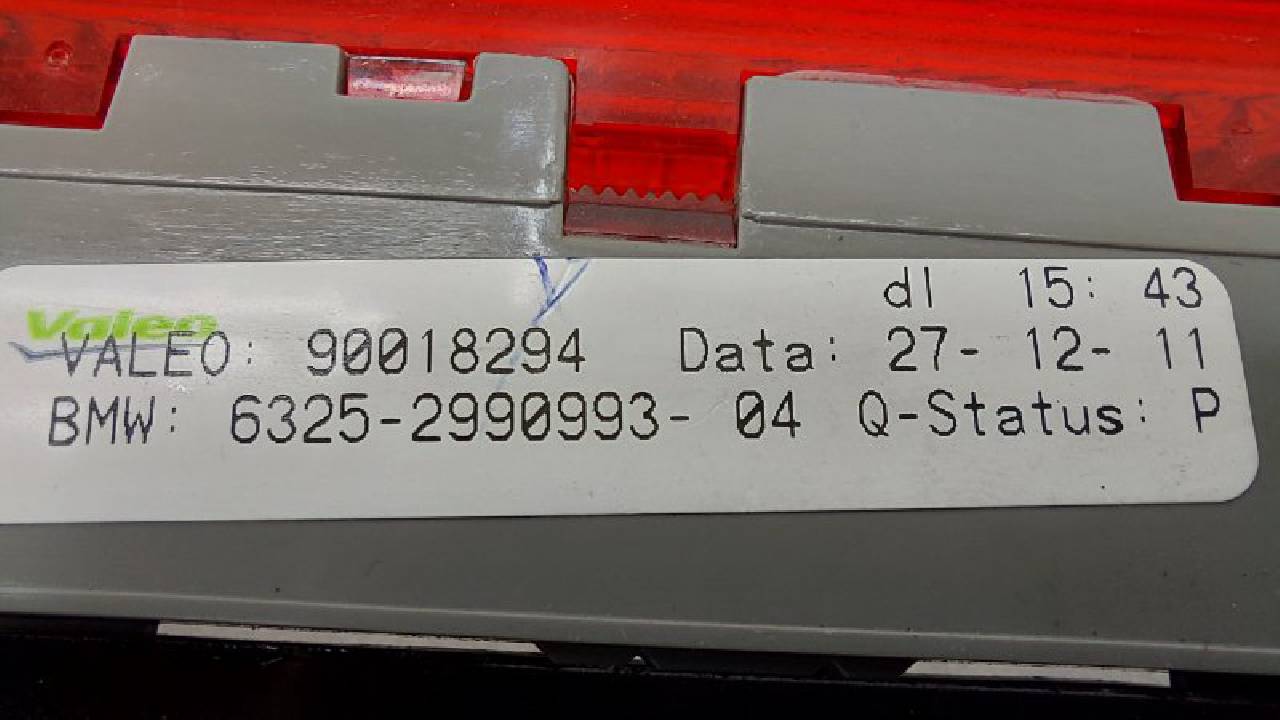 dl 15: 43
Valeo
VALEO: 90018294 Data: 27- 12- 11
BMW: 6325-2990993- 04 Q-Status: P